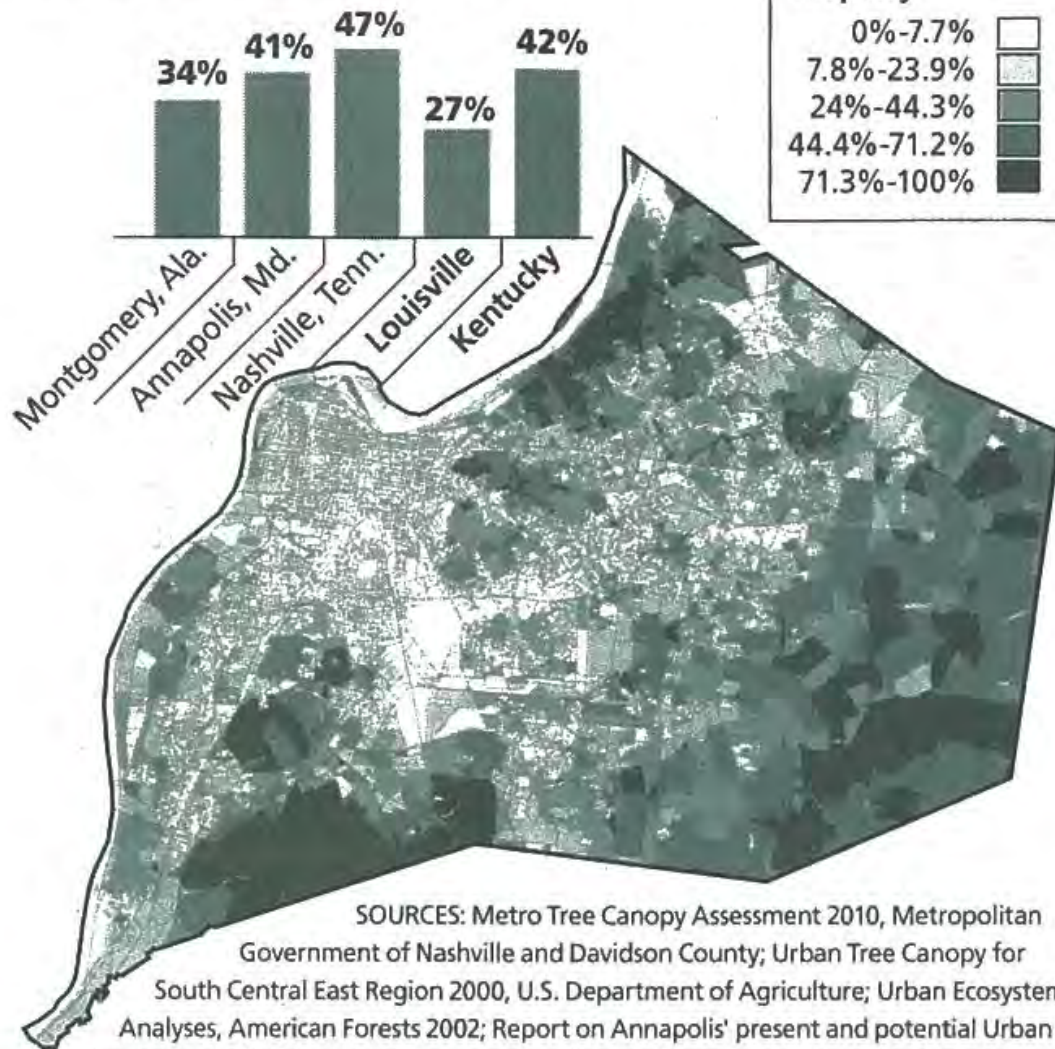 34%
41%
47%
27%
42%
Montgomery, Ala.
Annapolis, Md.
Nashville, Tenn.
Louisville
Kentucky
0%-7.7%
7.8%-23.9%
24%-44.3%
44.4%-71.2%
71.3%-100%
SOURCES: Metro Tree Canopy Assessment 2010, Metropolitan
Government of Nashville and Davidson County; Urban Tree Canopy for
South Central East Region 2000, U.S. Department of Agriculture; Urban Ecosystem
Analyses, American Forests 2002; Report on Annapolis' present and potential Urban